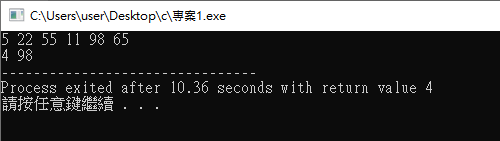 C:\Users\user\Desktop\c\專案1.exe
5 22 55 11 98 65
4 98
--------------------------------
Process exited after 10.36 seconds with return value 4
請按任意鍵繼續 . . .